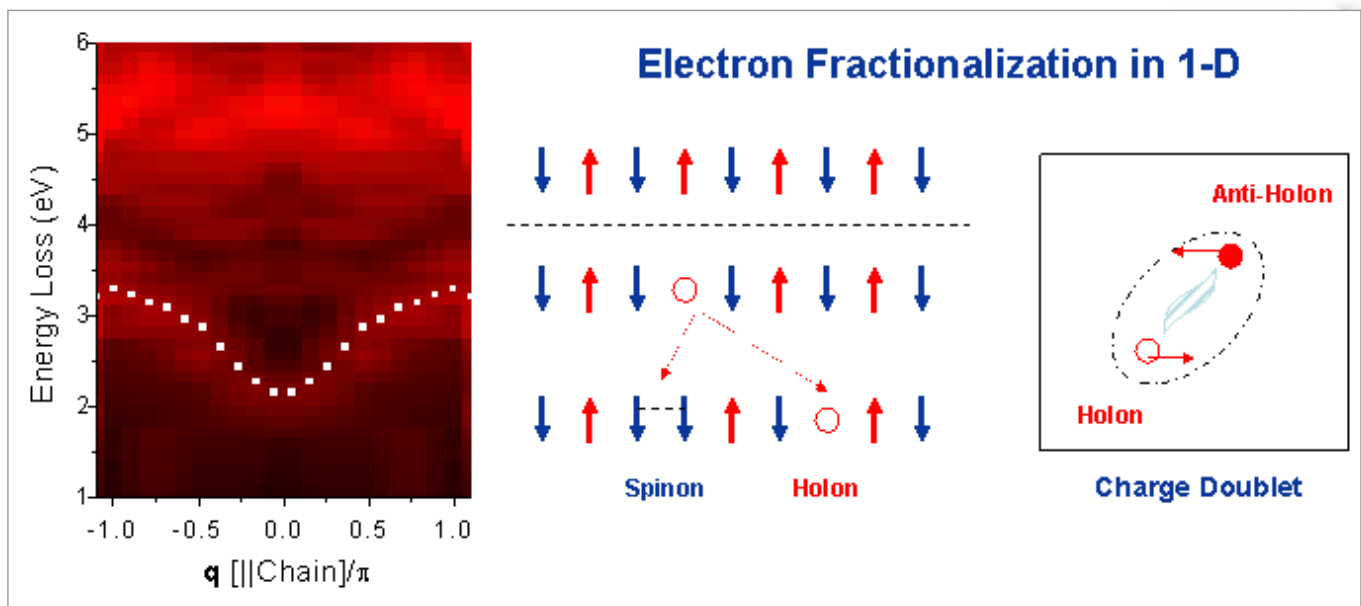 Electron Fractionalization in 1-D
Energy Loss (eV)
6
5
4
3
2
1
-1.0 -0.5 0.0 0.5 1.0
q [||Chain]/π
Spinon Holon
Anti-Holon
Holon
Charge Doublet